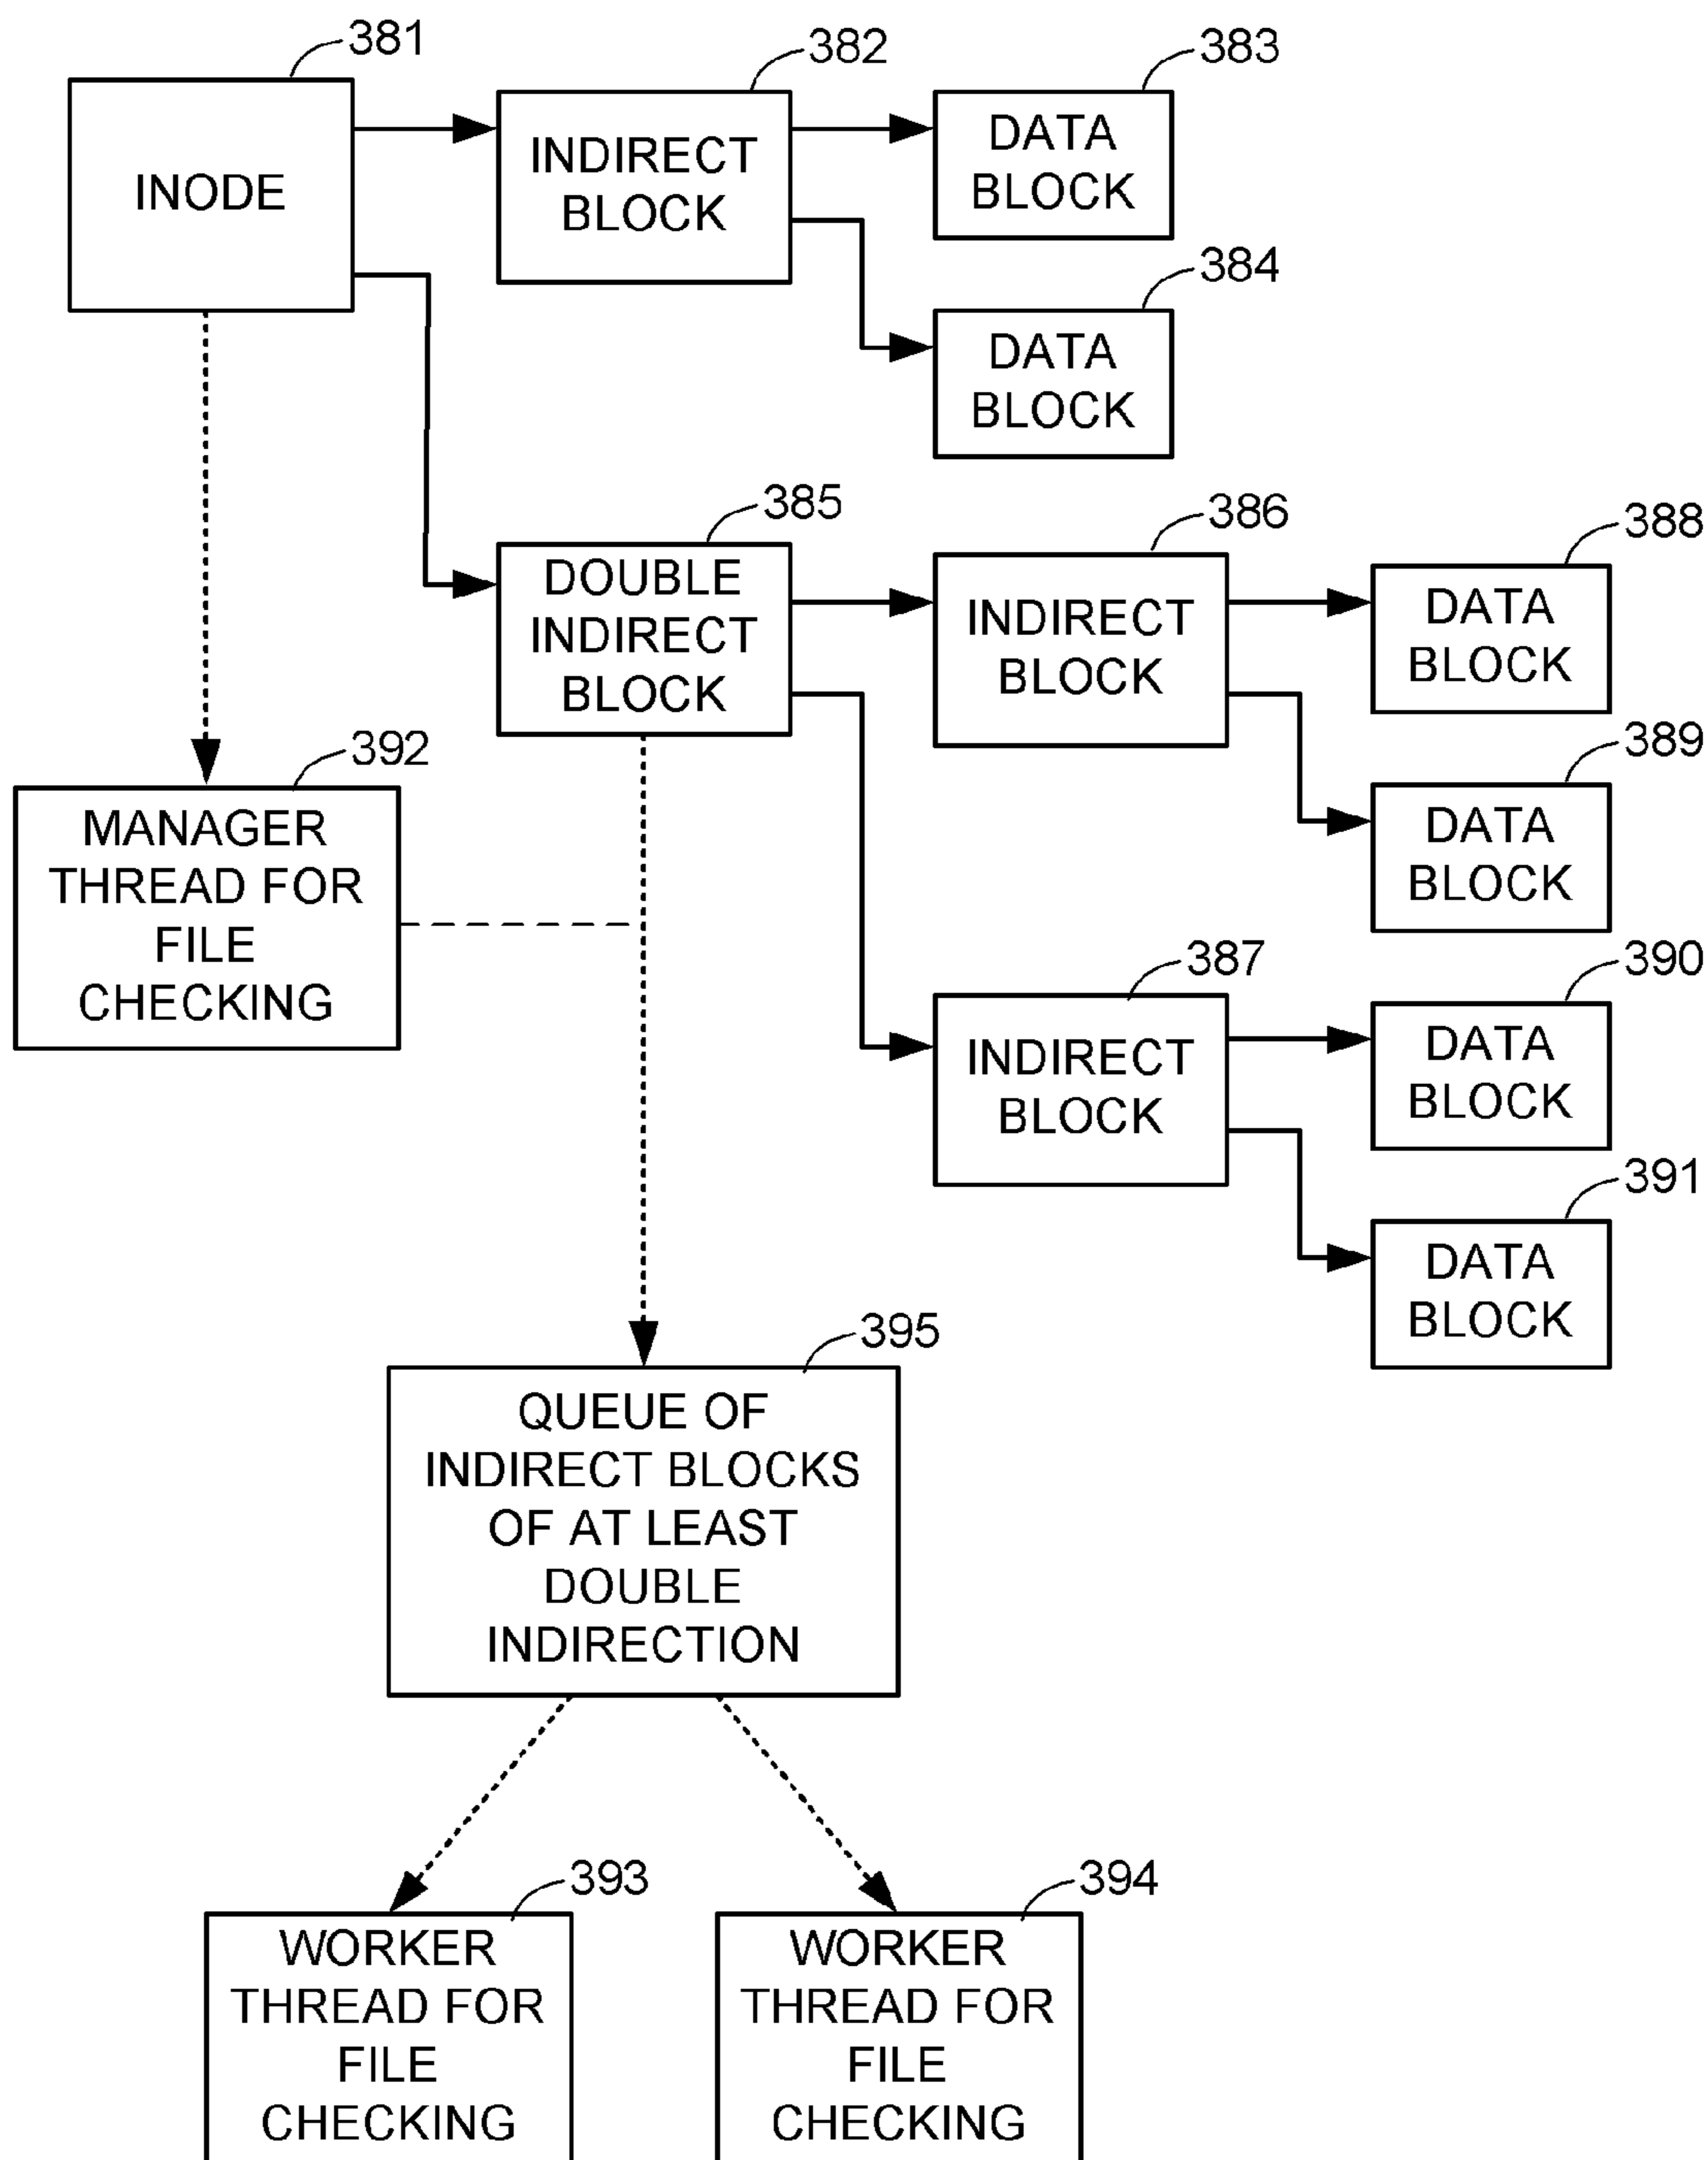 381
382
383
INODE
INDIRECT
BLOCK
DATA
BLOCK
384
DATA
BLOCK
385
386
388
DOUBLE
INDIRECT
BLOCK
INDIRECT
BLOCK
DATA
BLOCK
392
389
MANAGER
THREAD FOR
FILE
CHECKING
DATA
BLOCK
387
390
INDIRECT
BLOCK
DATA
BLOCK
391
DATA
BLOCK
395
QUEUE OF
INDIRECT BLOCKS
OF AT LEAST
DOUBLE
INDIRECTION
393
394
WORKER
THREAD FOR
FILE
CHECKING
WORKER
THREAD FOR
FILE
CHECKING